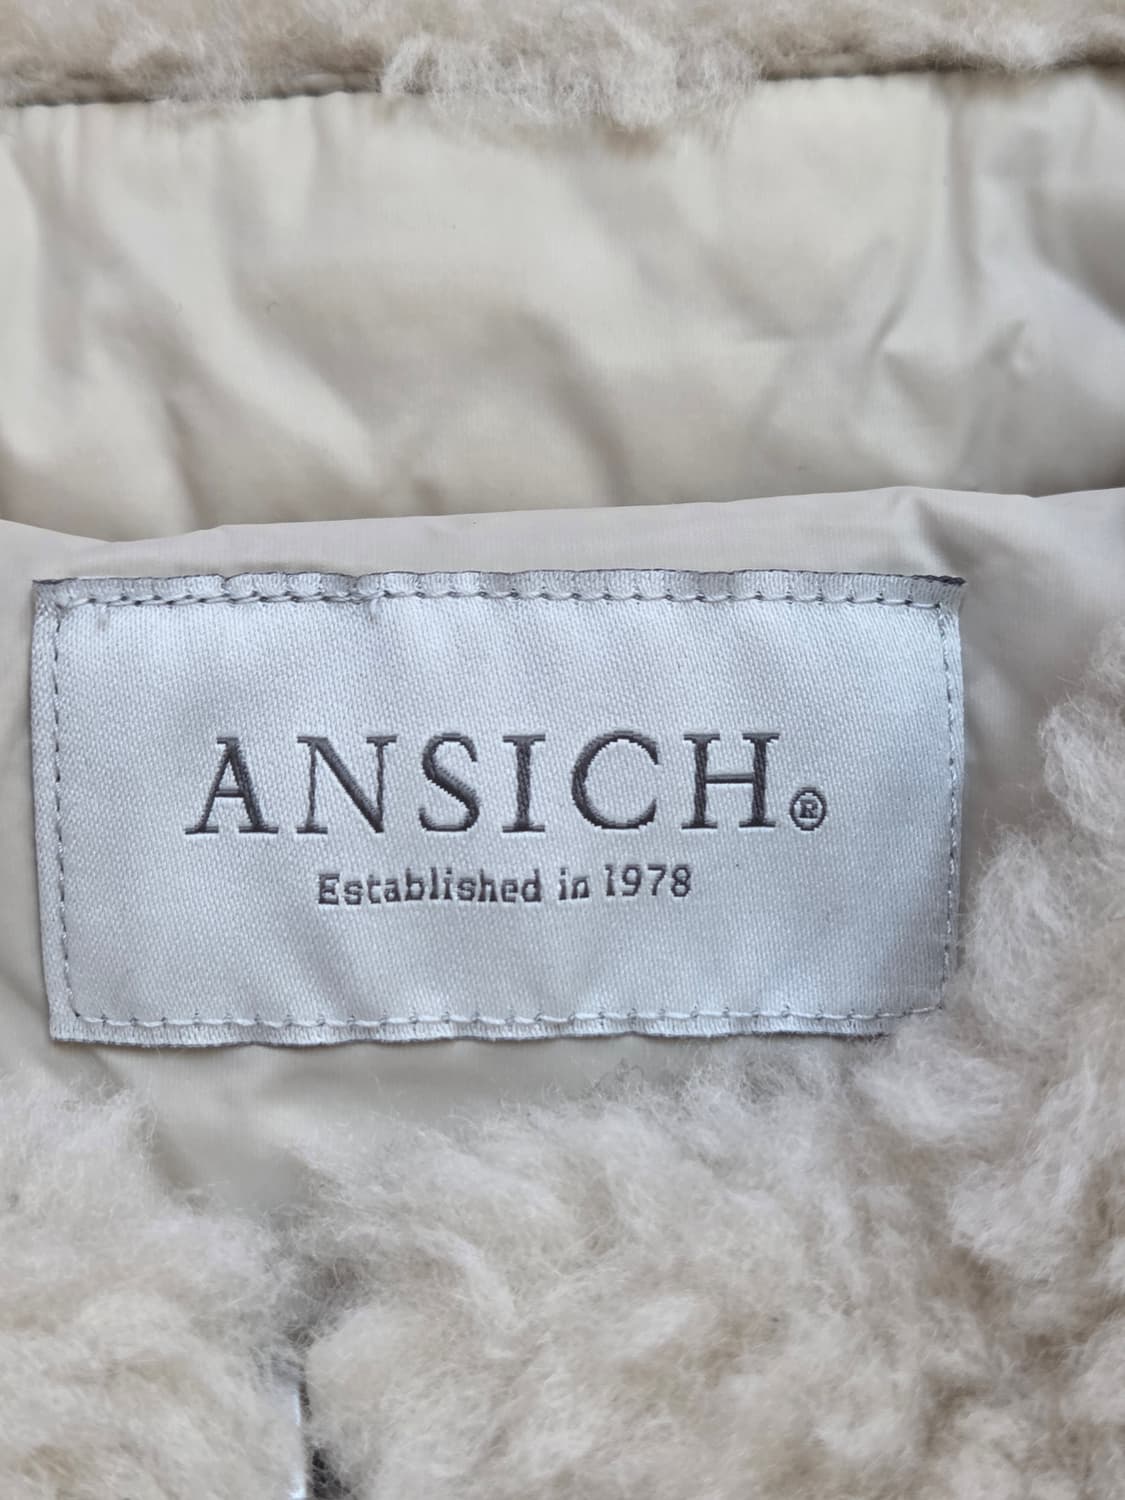 ANSICH®
Established in 1978